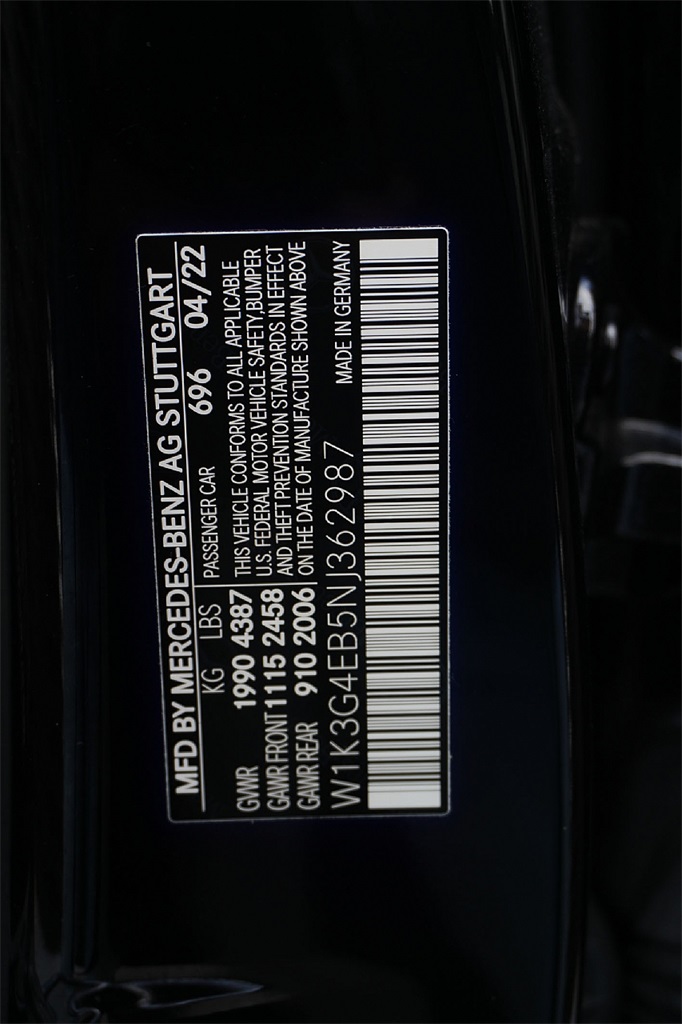 MFD BY MERCEDES-BENZ AG STUTTGART
KG LBS PASSENGER CAR 696 04/22
GVWR 1990 4387 THIS VEHICLE CONFORMS TO ALL APPLICABLE
U.S. FEDERAL MOTOR VEHICLE SAFETY,BUMPER
GAWR FRONT 1115 2458 AND THEFT PREVENTION STANDARDS IN EFFECT
GAWR REAR 910 2006 ON THE DATE OF MANUFACTURE SHOWN ABOVE
W1K3G4EB5NJ362987 MADE IN GERMANY